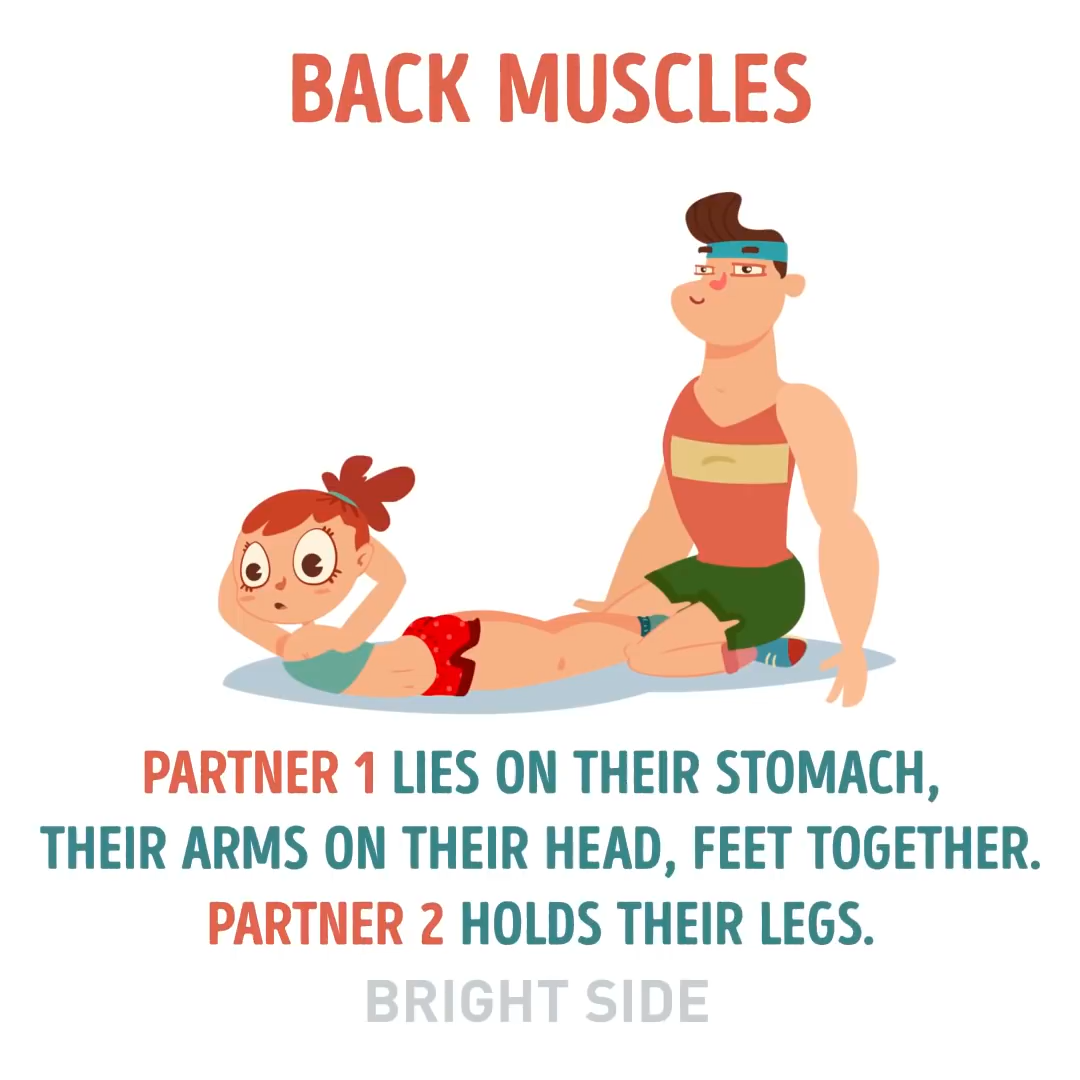 BACK MUSCLES
PARTNER 1 LIES ON THEIR STOMACH,
THEIR ARMS ON THEIR HEAD, FEET TOGETHER.
PARTNER 2 HOLDS THEIR LEGS.
BRIGHT SIDE